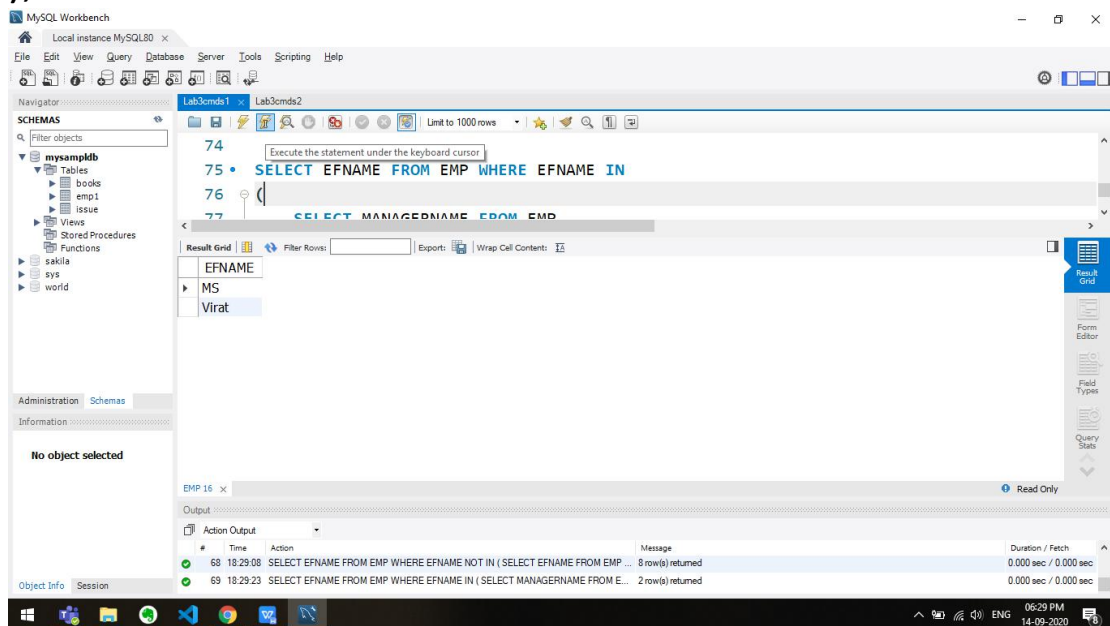 y,
MySQL Workbench
Local instance MySQL80
File Edit View Query Database Server Tools Scripting Help
Navigator
SCHEMAS
Filter objects
mysampldb
Tables
books
emp1
issue
Views
Stored Procedures
Functions
sakila
sys
world
Administration Schemas
Information
No object selected
Object Info Session
Lab3cmds1 Lab3cmds2
Limit to 1000 rows
74
Execute the statement under the keyboard cursor
75 SELECT EFNAME FROM EMP WHERE EFNAME IN
76 (
77 SELECT MANAGERNAME FROM EMP
Result Grid Filter Rows: Export: Wrap Cell Content:
EFNAME
MS
Virat
Result Grid
Form Editor
Field Types
Query Stats
EMP 16 Read Only
Output
Action Output
# Time Action Message Duration / Fetch
68 18:29:08 SELECT EFNAME FROM EMP WHERE EFNAME NOT IN ( SELECT EFNAME FROM EMP ... 8 row(s) returned 0.000 sec / 0.000 sec
69 18:29:23 SELECT EFNAME FROM EMP WHERE EFNAME IN ( SELECT MANAGERNAME FROM E... 2 row(s) returned 0.000 sec / 0.000 sec
ENG 06:29 PM
14-09-2020